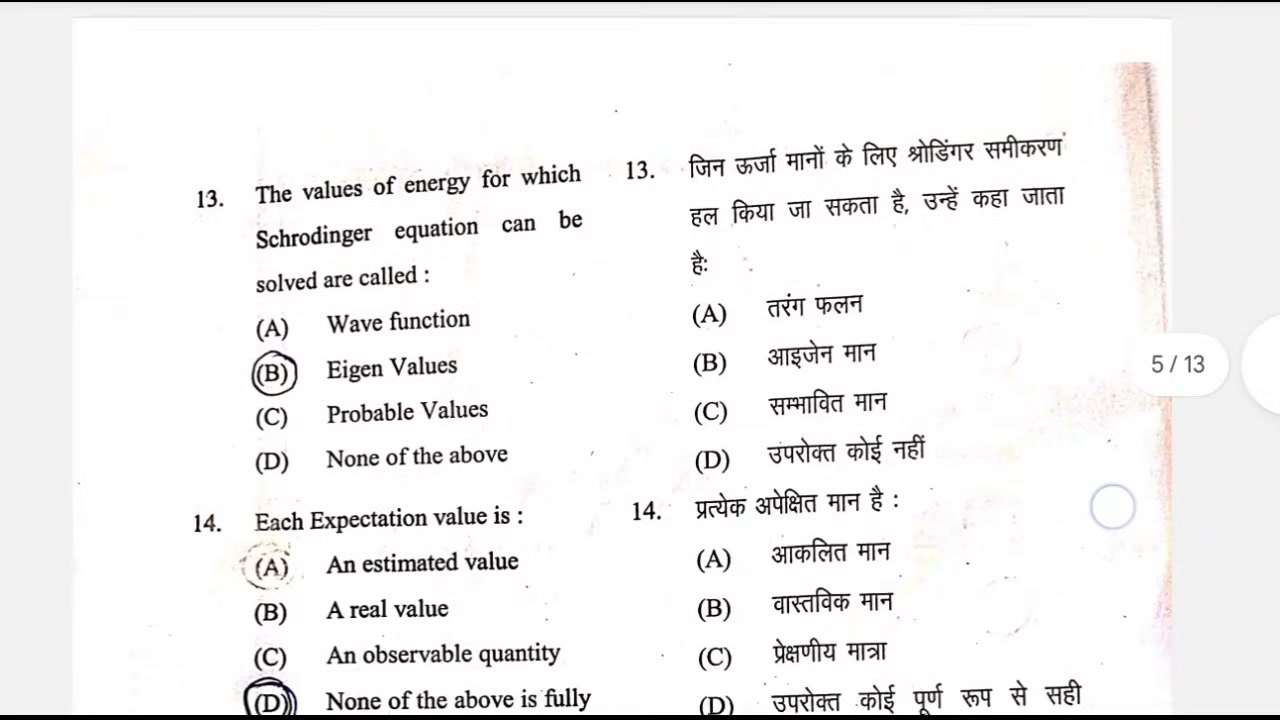 13. The values of energy for which
Schrodinger equation can be
solved are called :
(A) Wave function
(B) Eigen Values
(C) Probable Values
(D) None of the above
14. Each Expectation value is :
(A) An estimated value
(B) A real value
(C) An observable quantity
(D) None of the above is fully
13. जिन ऊर्जा मानों के लिए श्रोडिंगर समीकरण
हल किया जा सकता है, उन्हें कहा जाता
है:
(A) तरंग फलन
(B) आइजेन मान
(C) सम्भावित मान
(D) उपरोक्त कोई नहीं
14. प्रत्येक अपेक्षित मान है :
(A) आकलित मान
(B) वास्तविक मान
(C) प्रेक्षणीय मात्रा
(D) उपरोक्त कोई पूर्ण रूप से सही
5 / 13